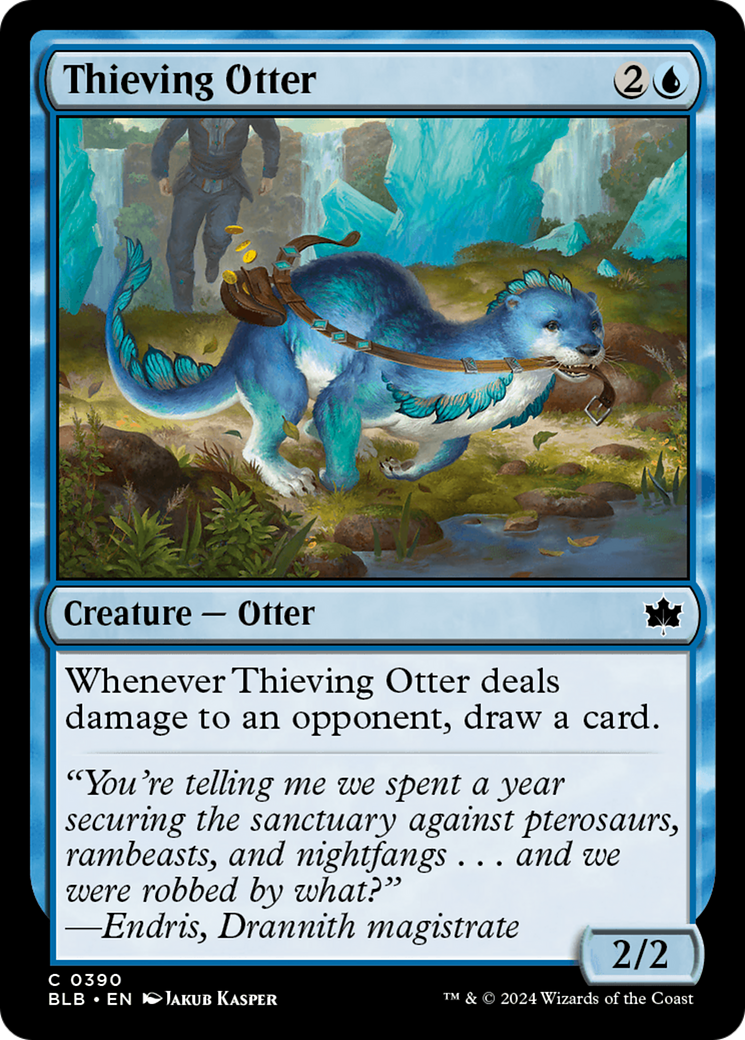 Thieving Otter 2
Creature — Otter
Whenever Thieving Otter deals
damage to an opponent, draw a card.
“You’re telling me we spent a year
securing the sanctuary against pterosaurs,
rambeasts, and nightfangs . . . and we
were robbed by what?”
—Endris, Drannith magistrate
2/2
C 0390
BLB • EN Jakub Kasper
™ & © 2024 Wizards of the Coast